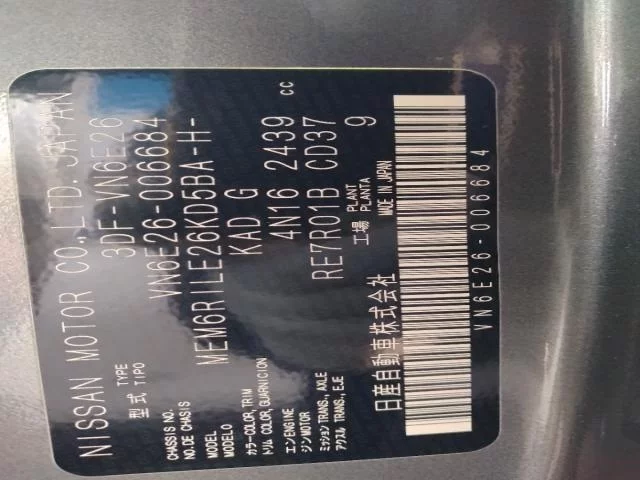 NISSAN MOTOR CO.,LTD. JAPAN
型式 TYPE TIPO 3DF-VN6E26
CHASSIS NO. NO.DE CHASIS VN6E26-006684
MODEL MODELO MEM6R1LE26KD5BA-H-
カラー COLOR,TRIM トリム COLOR,GUARNICION KAD G
エンジン ENGINE MOTOR 4N16 2439 cc
ミッション TRANS., AXLE アクスル TRANS., EJE RE7R01B CD37
工場 PLANT PLANTA 9
日産自動車株式会社 MADE IN JAPAN
VN6E26-006684